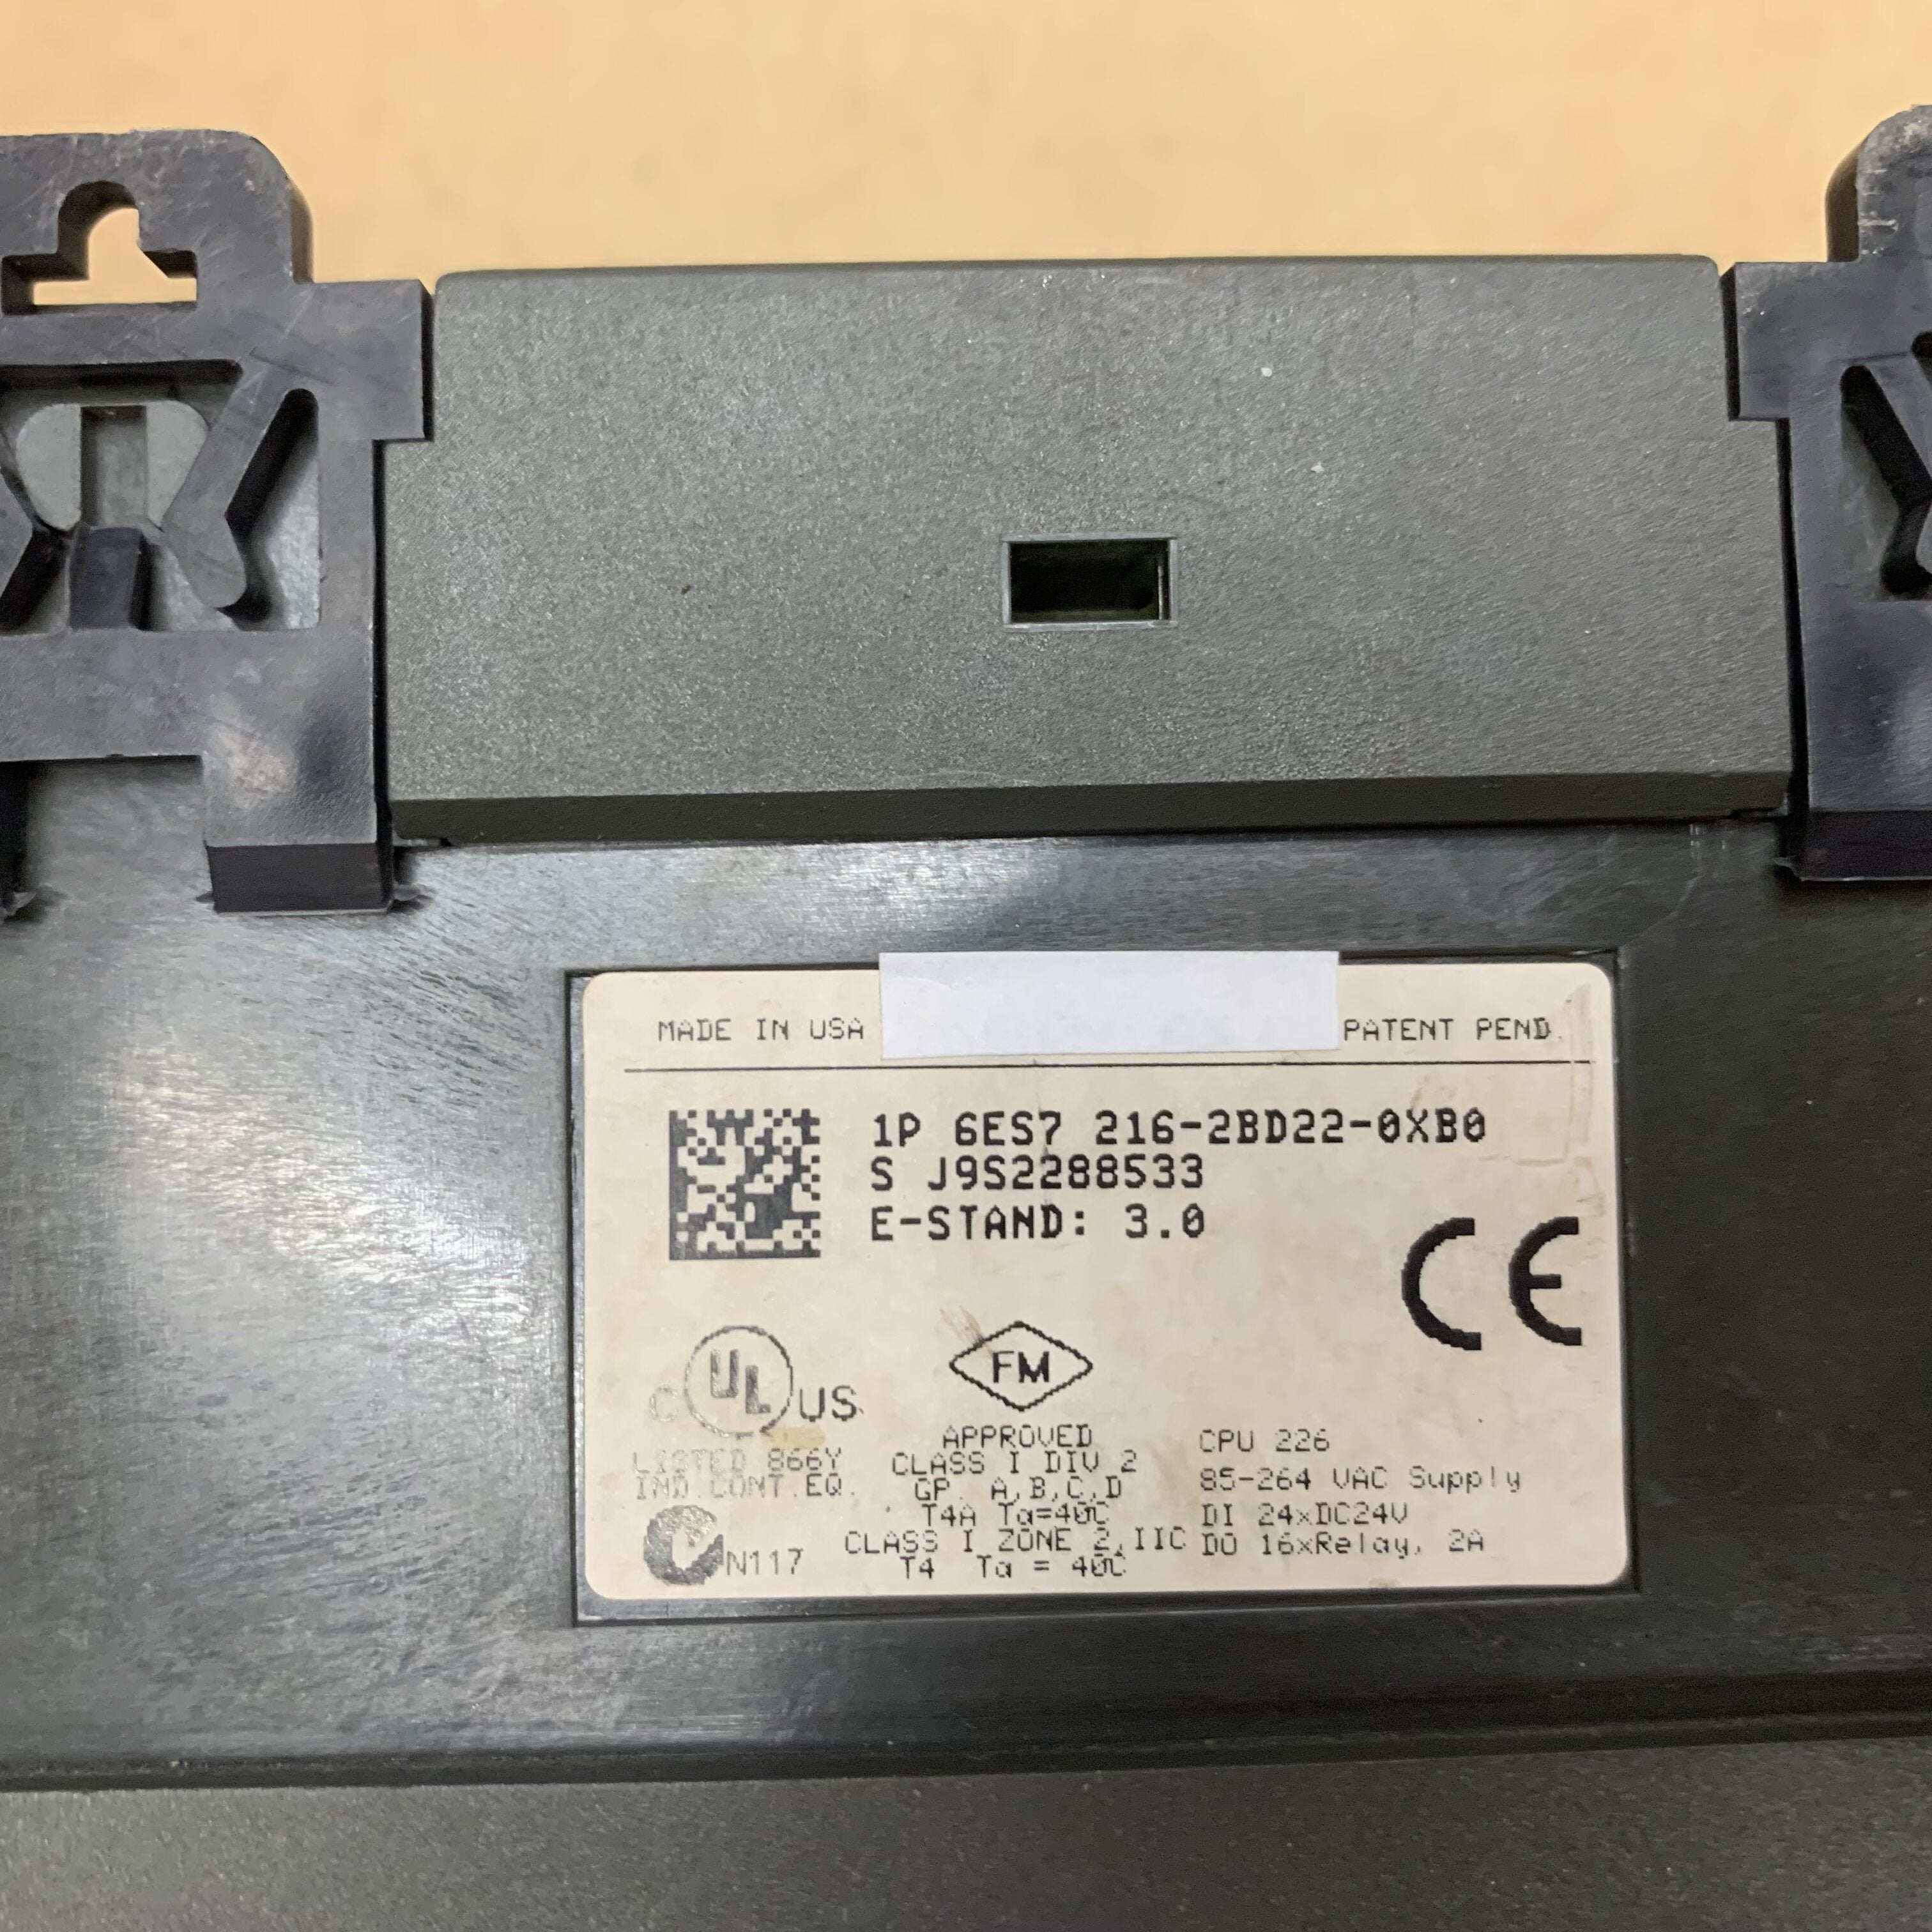 MADE IN USA PATENT PEND.
1P 6ES7 216-2BD22-0XB0
S J9S2288533
E-STAND: 3.0
CE
C UL US
LISTED 866Y
IND.CONT.EQ.
N117
FM
APPROVED
CLASS I DIV 2
GP. A,B,C,D
T4A Ta=40C
CLASS I ZONE 2,IIC
T4 Ta = 40C
CPU 226
85-264 VAC Supply
DI 24xDC24V
DO 16xRelay, 2A